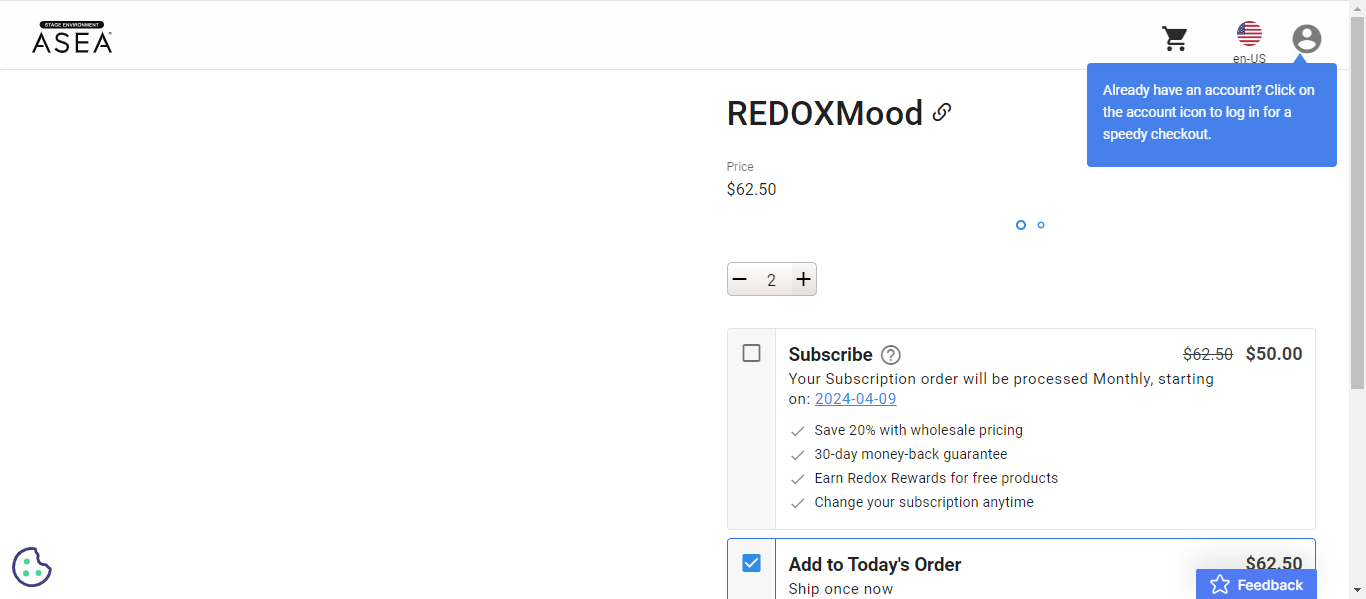 STAGE ENVIRONMENT
ASEA
en-US
Already have an account? Click on
the account icon to log in for a
speedy checkout.
REDOXMood
Price
$62.50
2
Subscribe
$62.50 $50.00
Your Subscription order will be processed Monthly, starting
on: 2024-04-09
Save 20% with wholesale pricing
30-day money-back guarantee
Earn Redox Rewards for free products
Change your subscription anytime
Add to Today's Order
$62.50
Ship once now
Feedback